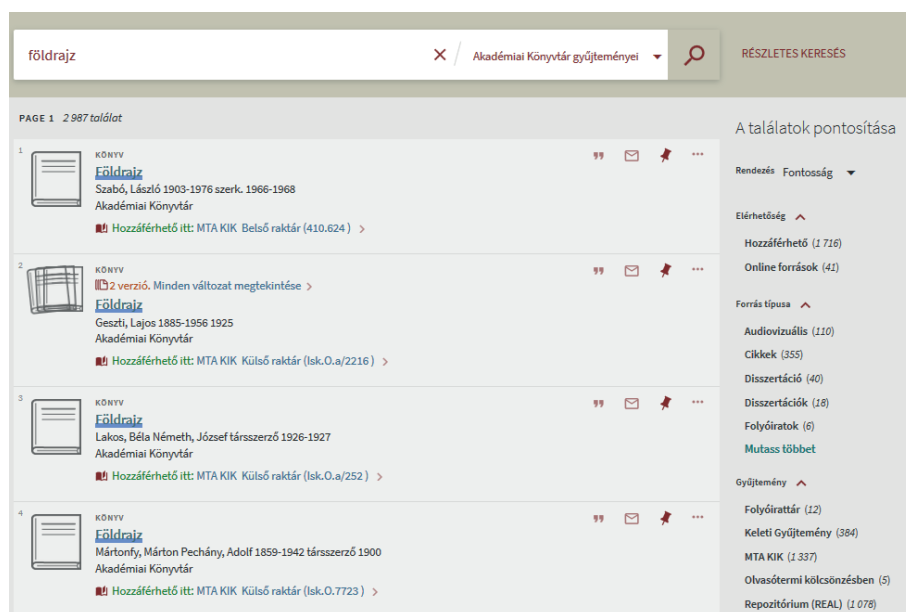 földrajz
Akadémiai Könyvtár gyűjteményei
RÉSZLETES KERESÉS
PAGE 1 2 987 találat
1
KÖNYV
Földrajz
Szabó, László 1903-1976 szerk. 1966-1968
Akadémiai Könyvtár
Hozzáférhető itt: MTA KIK Belső raktár (410.624 )
2
KÖNYV
2 verzió. Minden változat megtekintése
Földrajz
Geszti, Lajos 1885-1956 1925
Akadémiai Könyvtár
Hozzáférhető itt: MTA KIK Külső raktár (Isk.O.a/2216 )
3
KÖNYV
Földrajz
Lakos, Béla Németh, József társszerző 1926-1927
Akadémiai Könyvtár
Hozzáférhető itt: MTA KIK Külső raktár (Isk.O.a/252 )
4
KÖNYV
Földrajz
Mártonfy, Márton Pechány, Adolf 1859-1942 társszerző 1900
Akadémiai Könyvtár
Hozzáférhető itt: MTA KIK Külső raktár (Isk.O.7723 )
A találatok pontosítása
Rendezés Fontosság
Elérhetőség
Hozzáférhető (1 716)
Online források (41)
Forrás típusa
Audiovizuális (110)
Cikkek (355)
Disszertáció (40)
Disszertációk (18)
Folyóiratok (6)
Mutass többet
Gyűjtemény
Folyóirattár (12)
Keleti Gyűjtemény (384)
MTA KIK (1 337)
Olvasótermi kölcsönzésben (5)
Repozitórium (REAL) (1 078)